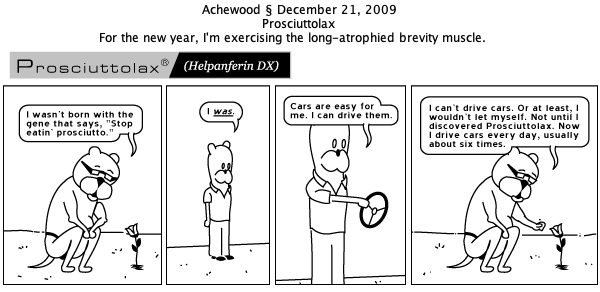 Achewood § December 21, 2009
Prosciuttolax
For the new year, I'm exercising the long-atrophied brevity muscle.
Prosciuttolax® (Helpanferin DX)
I wasn't born with the
gene that says, "Stop
eatin' prosciutto."
I was.
Cars are easy for
me. I can drive them.
I can't drive cars. Or at least, I
wouldn't let myself. Not until I
discovered Prosciuttolax. Now
I drive cars every day, usually
about six times.